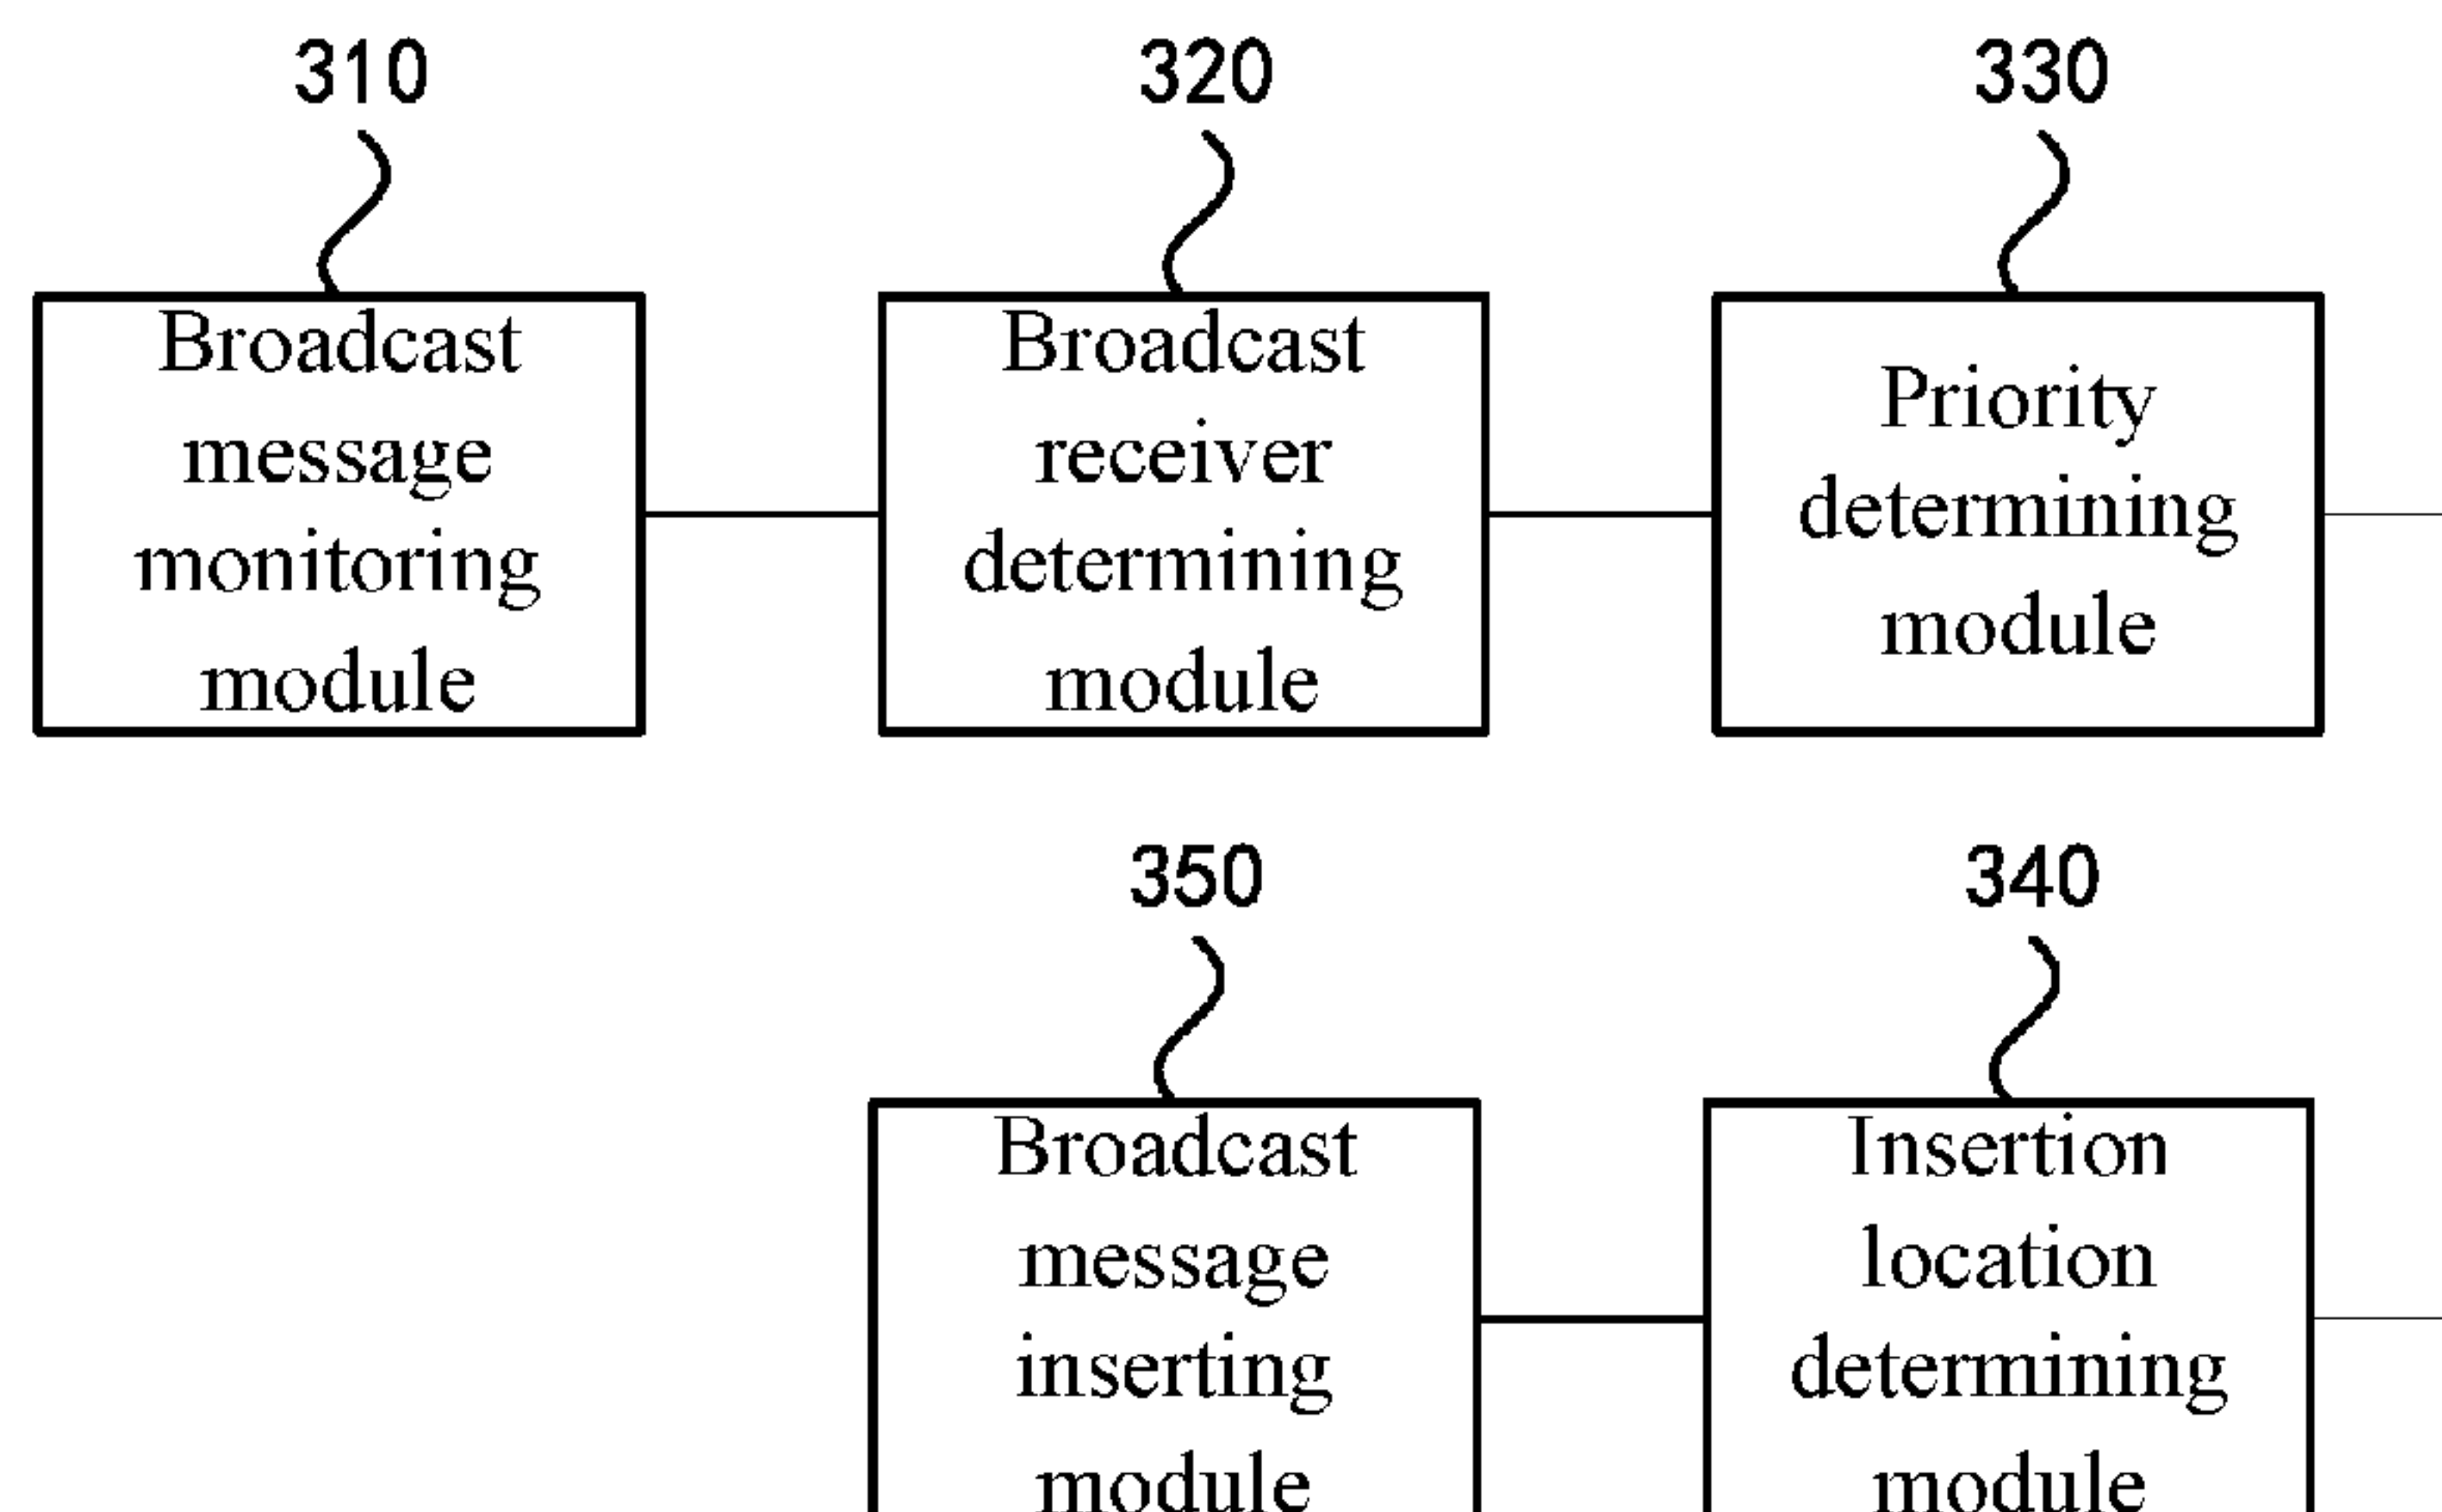 310
320
330
Broadcast
message
monitoring
module
Broadcast
receiver
determining
module
Priority
determining
module
350
340
Broadcast
message
inserting
module
Insertion
location
determining
module